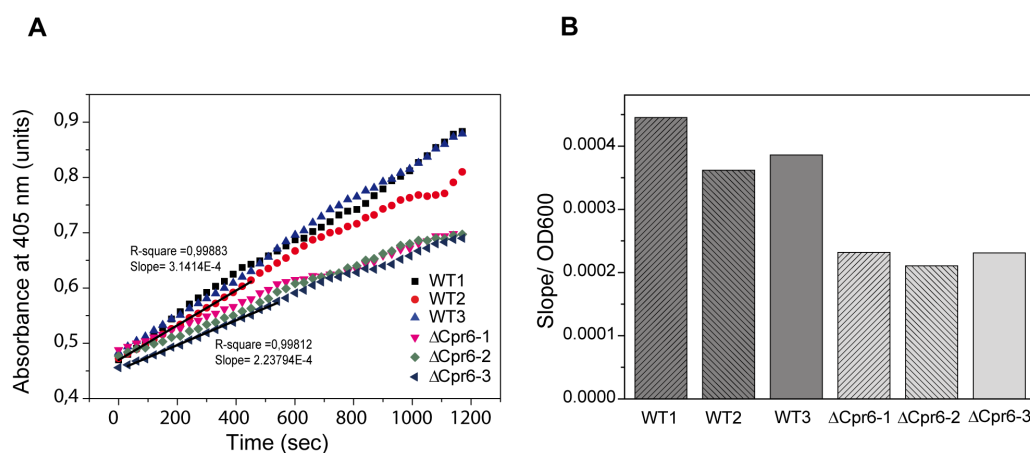 A
B
Absorbance at 405 nm (units)
0,9
0,8
0,7
0,6
0,5
0,4
R-square =0,99883
Slope= 3.1414E-4
R-square =0,99812
Slope= 2.23794E-4
WT1
WT2
WT3
ΔCpr6-1
ΔCpr6-2
ΔCpr6-3
0
200
400
600
800
1000
1200
Time (sec)
Slope/ OD600
0.0004
0.0003
0.0002
0.0001
0.0000
WT1
WT2
WT3
ΔCpr6-1
ΔCpr6-2
ΔCpr6-3